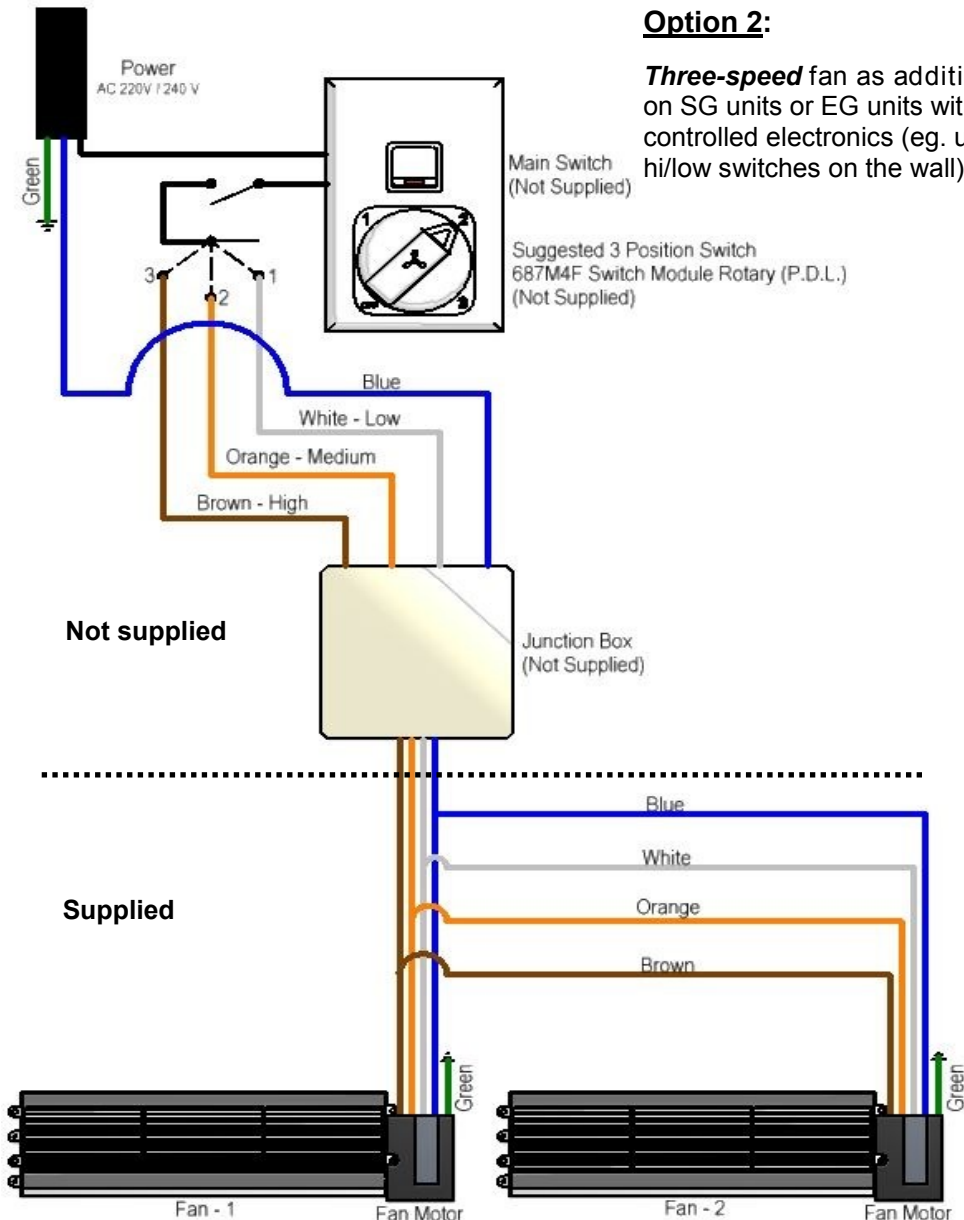 Option 2:
Three-speed fan as additi
on SG units or EG units wit
controlled electronics (eg. u
hi/low switches on the wall)
Power
AC 220V / 240 V
Green
Main Switch
(Not Supplied)
1
2
3
Suggested 3 Position Switch
687M4F Switch Module Rotary (P.D.L.)
(Not Supplied)
3
2
1
Blue
White - Low
Orange - Medium
Brown - High
Not supplied
Junction Box
(Not Supplied)
Blue
White
Supplied
Orange
Brown
Green
Green
Fan - 1
Fan Motor
Fan - 2
Fan Motor